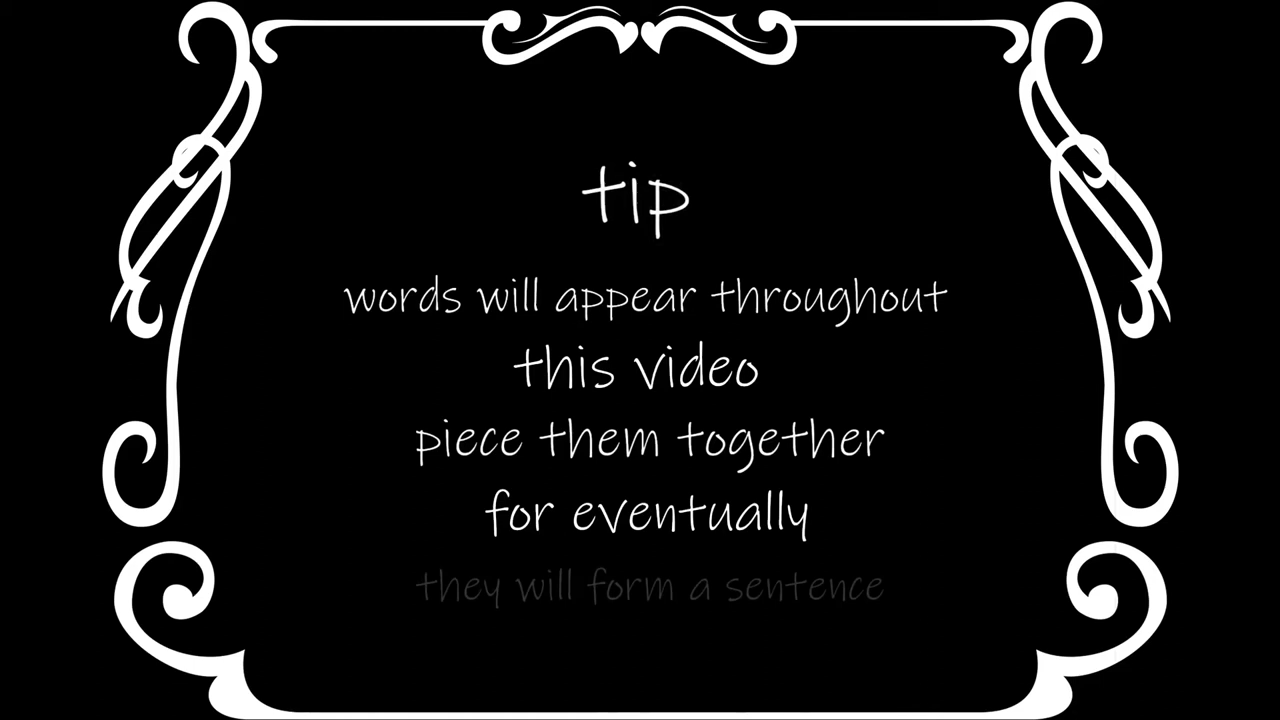 tip
words will appear throughout
this video
piece them together
for eventually
they will form a sentence